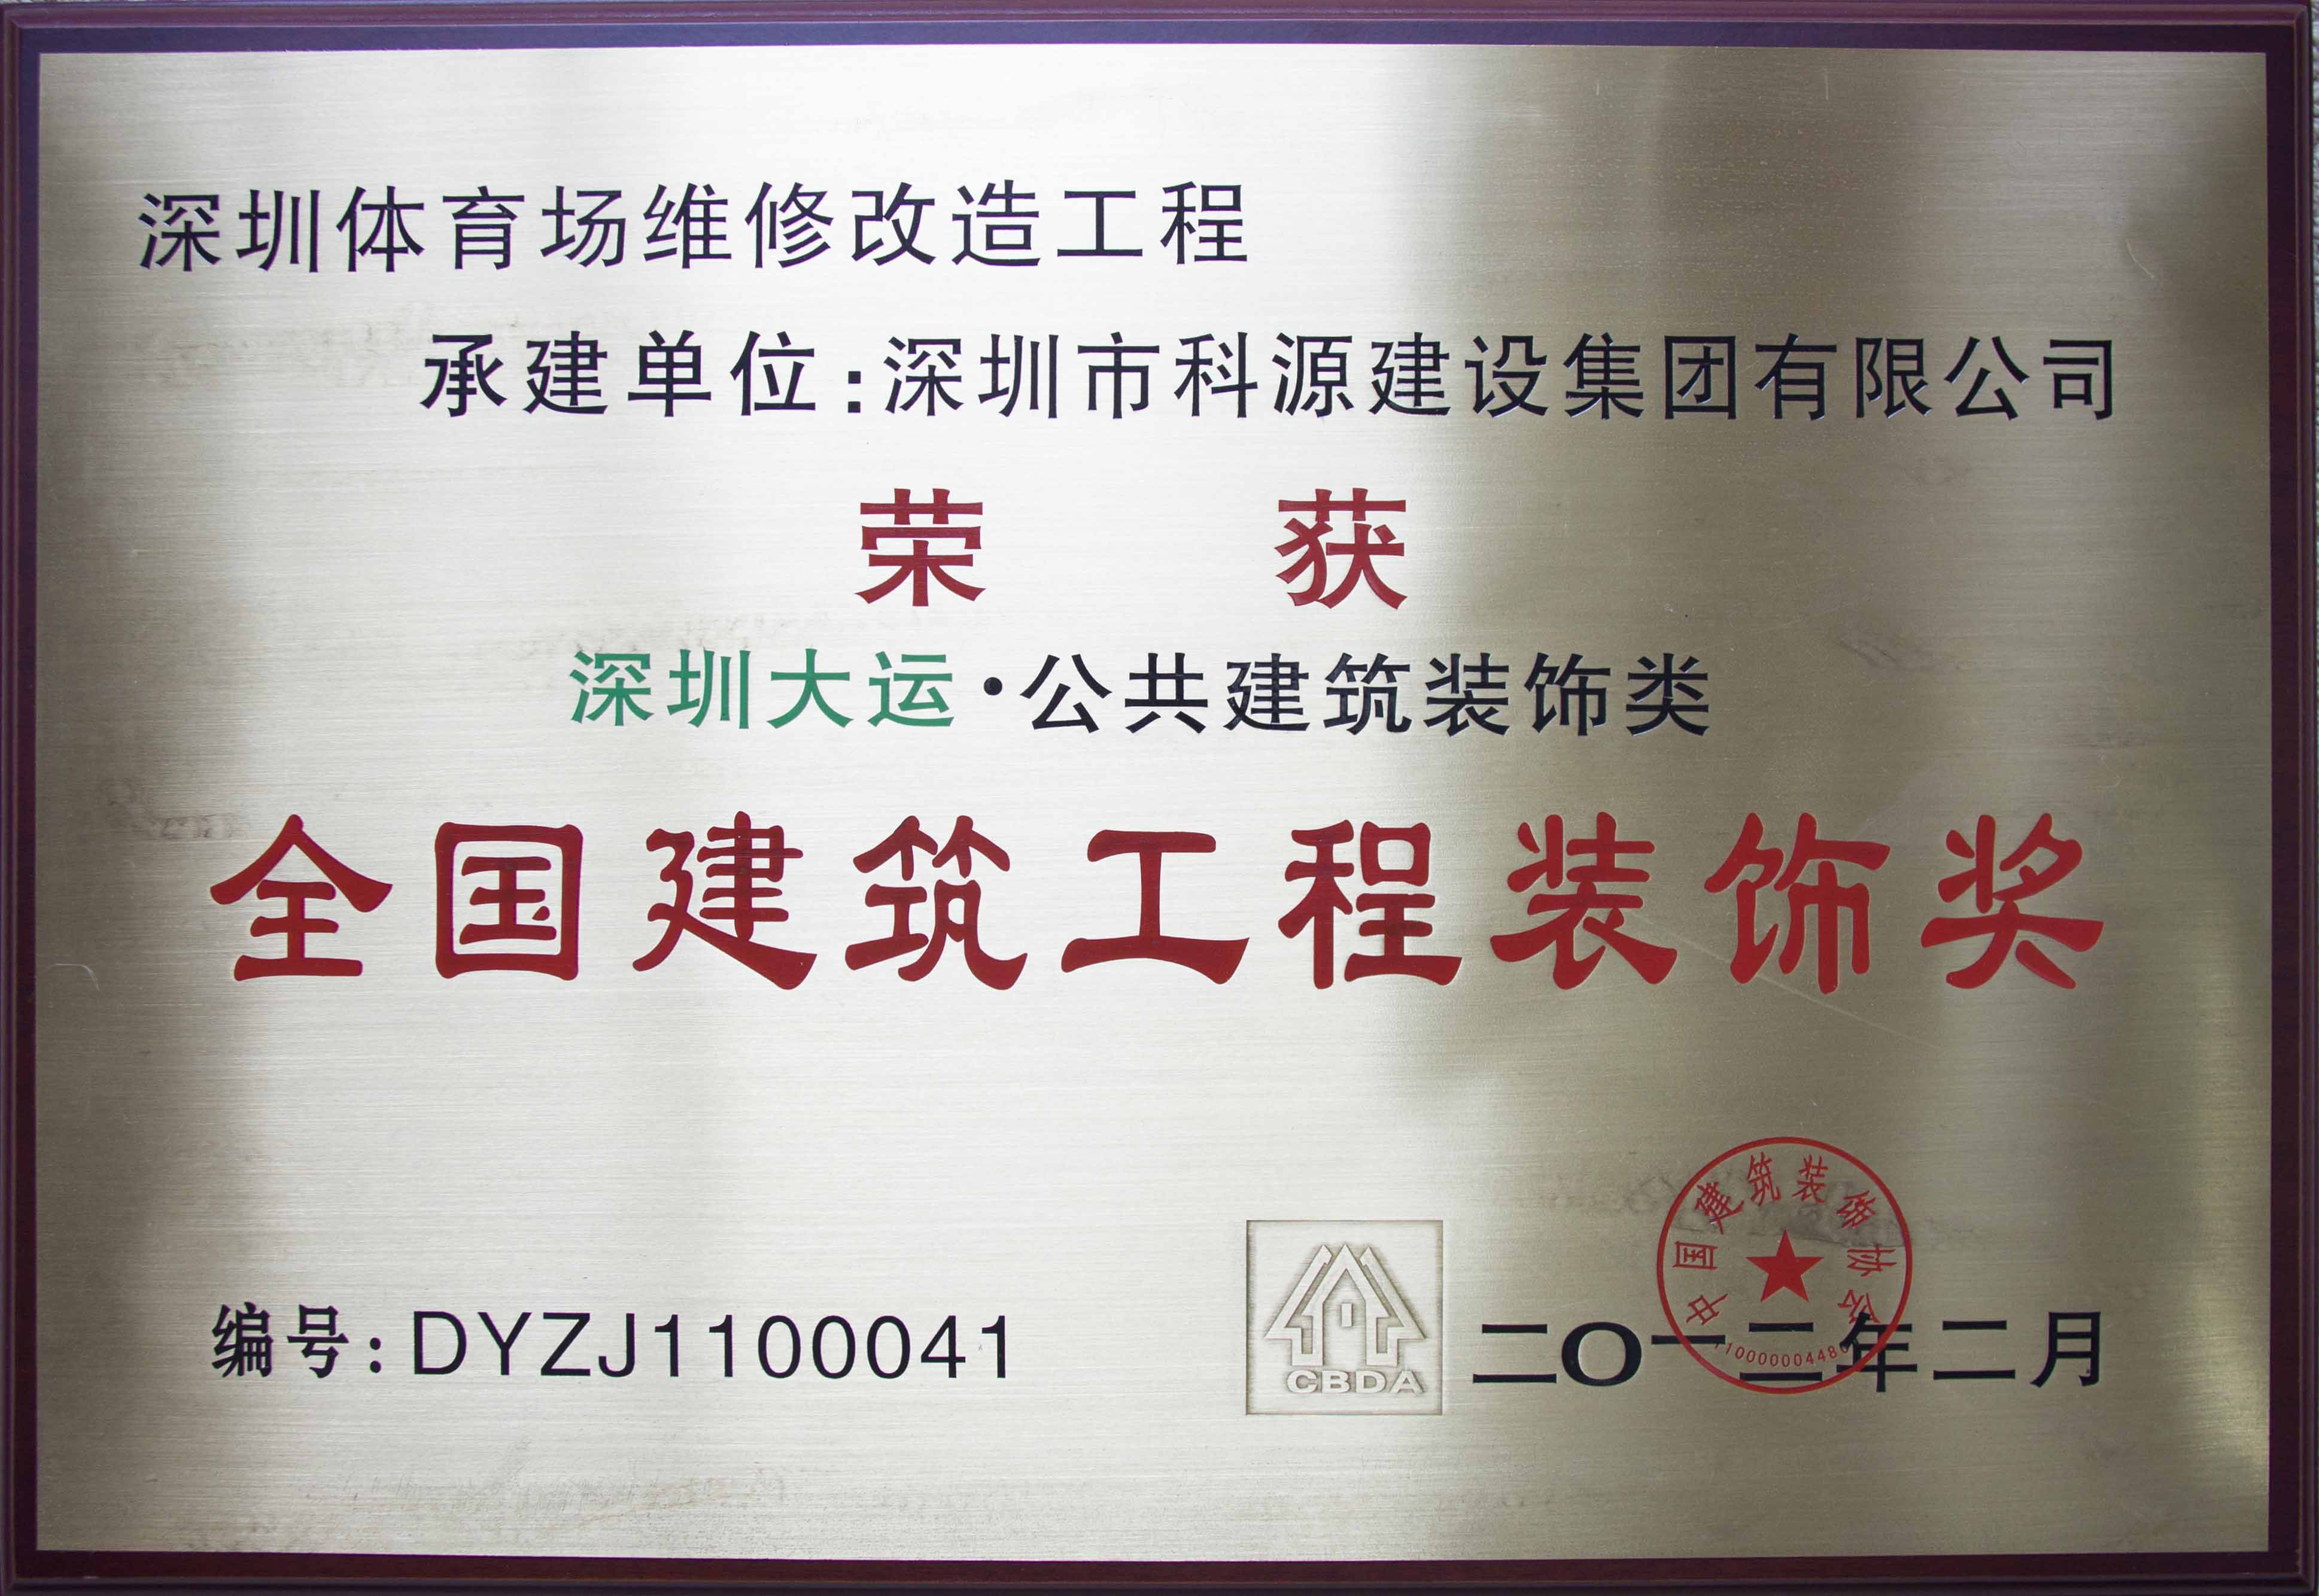 深圳体育场维修改造工程
承建单位:深圳市科源建设集团有限公司
荣获
深圳大运·公共建筑装饰类
全国建筑工程装饰奖
中国建筑装饰协会
CBDA
编号:DYZJ1100041
二〇一二年二月